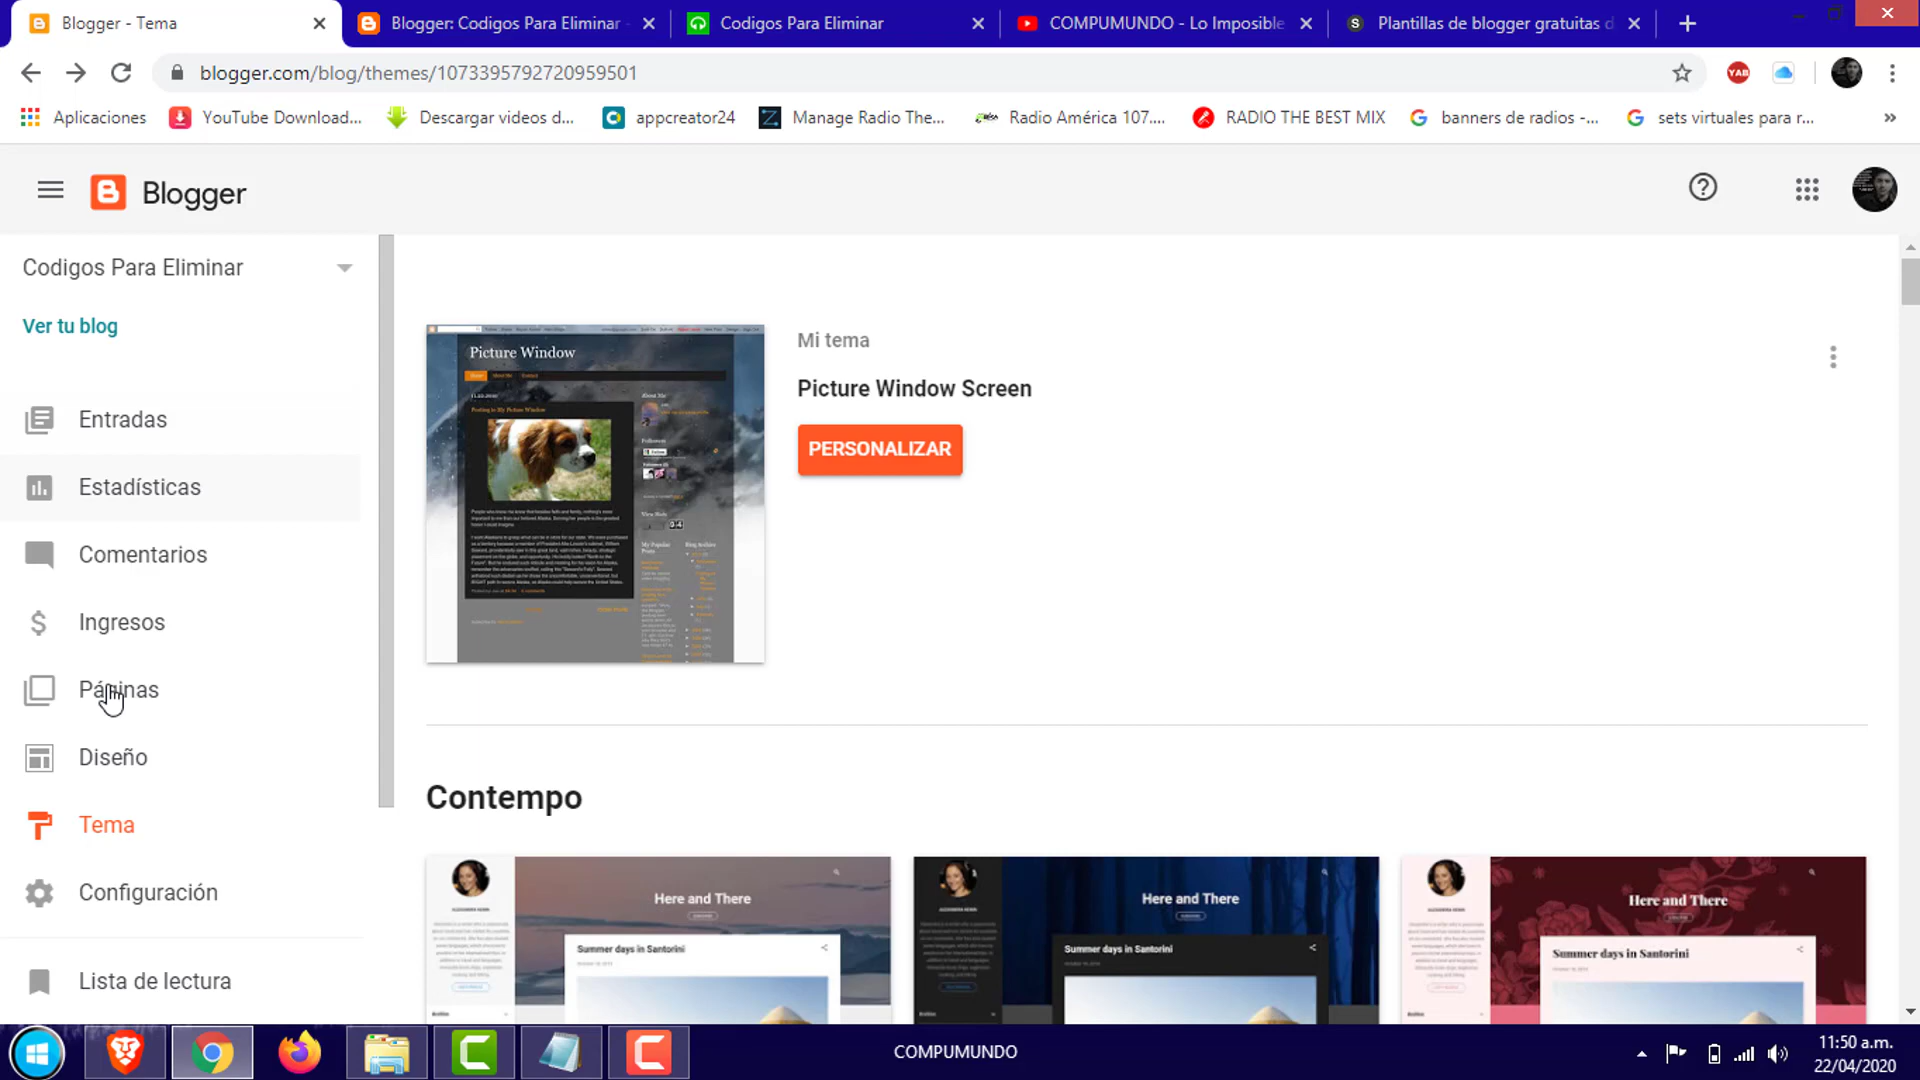 Blogger - Tema
Blogger: Codigos Para Eliminar -
Codigos Para Eliminar
COMPUMUNDO - Lo Imposible
Plantillas de blogger gratuitas d
blogger.com/blog/themes/1073395792720959501
YAB
Aplicaciones
YouTube Download...
Descargar videos d...
appcreator24
Manage Radio The...
Radio América 107....
RADIO THE BEST MIX
banners de radios -...
sets virtuales para r...
Blogger
Codigos Para Eliminar
Ver tu blog
Entradas
Estadísticas
Comentarios
Ingresos
Páginas
Diseño
Tema
Configuración
Lista de lectura
Picture Window
Mi tema
Picture Window Screen
PERSONALIZAR
Contempo
Here and There
Summer days in Santorini
Here and There
Summer days in Santorini
Here and There
Summer days in Santorini
COMPUMUNDO
11:50 a.m.
22/04/2020